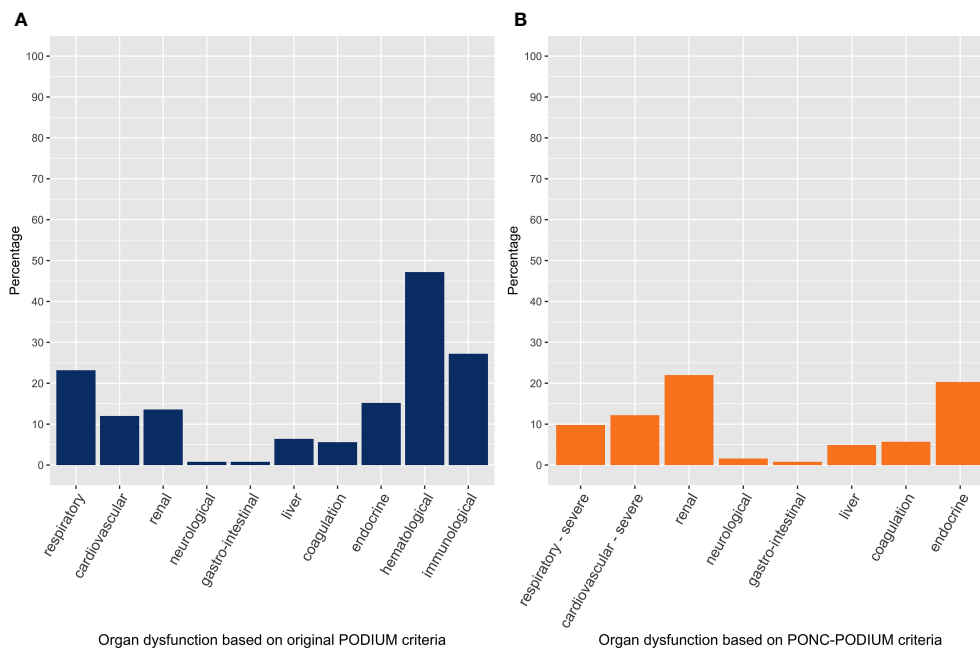 A
Percentage
100
90
80
70
60
50
40
30
20
10
0
respiratory
cardiovascular
renal
neurological
gastro-intestinal
liver
coagulation
endocrine
hematological
immunological
Organ dysfunction based on original PODIUM criteria
B
Percentage
100
90
80
70
60
50
40
30
20
10
0
respiratory - severe
cardiovascular - severe
renal
neurological
gastro-intestinal
liver
coagulation
endocrine
Organ dysfunction based on PONC-PODIUM criteria